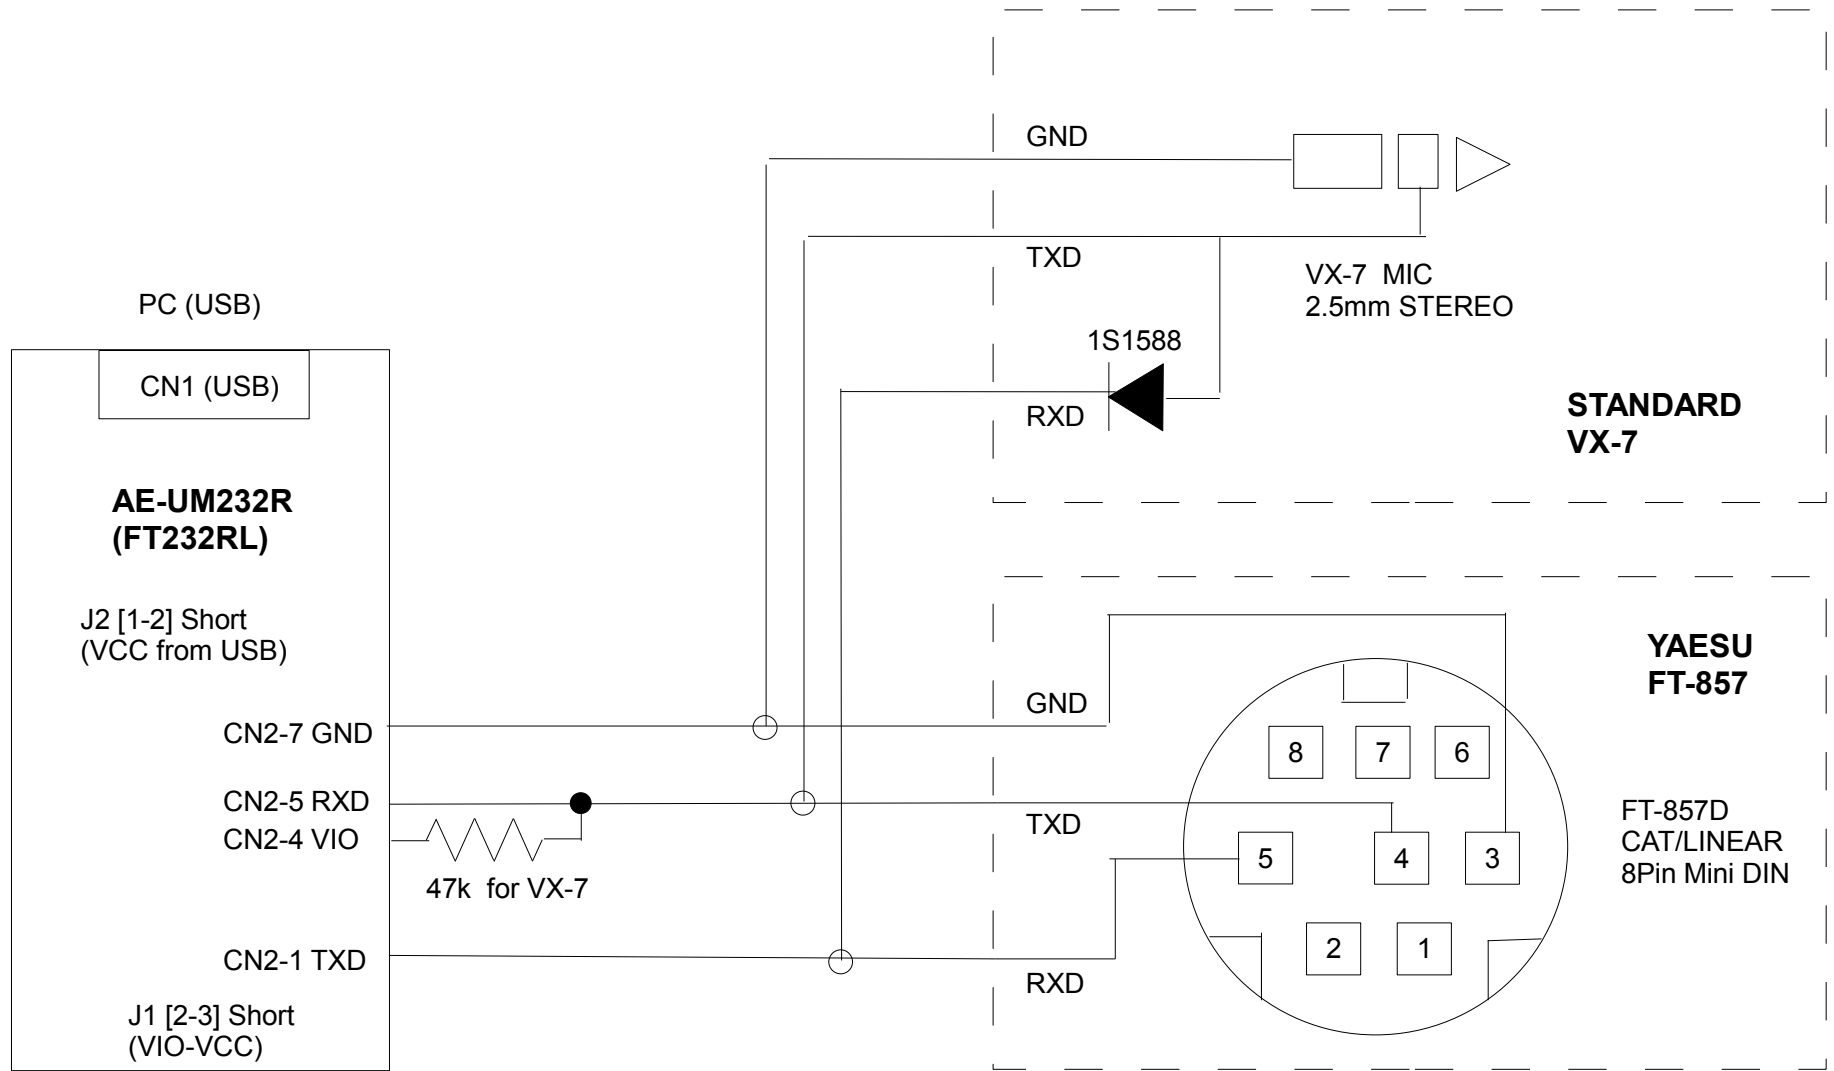 PC (USB)
CN1 (USB)
AE-UM232R
(FT232RL)
J2 [1-2] Short
(VCC from USB)
CN2-7 GND
CN2-5 RXD
CN2-4 VIO
47k for VX-7
CN2-1 TXD
J1 [2-3] Short
(VIO-VCC)
GND
TXD
VX-7 MIC
2.5mm STEREO
1S1588
RXD
STANDARD
VX-7
YAESU
FT-857
GND
8 7 6
TXD
FT-857D
CAT/LINEAR
8Pin Mini DIN
5 4 3
2 1
RXD